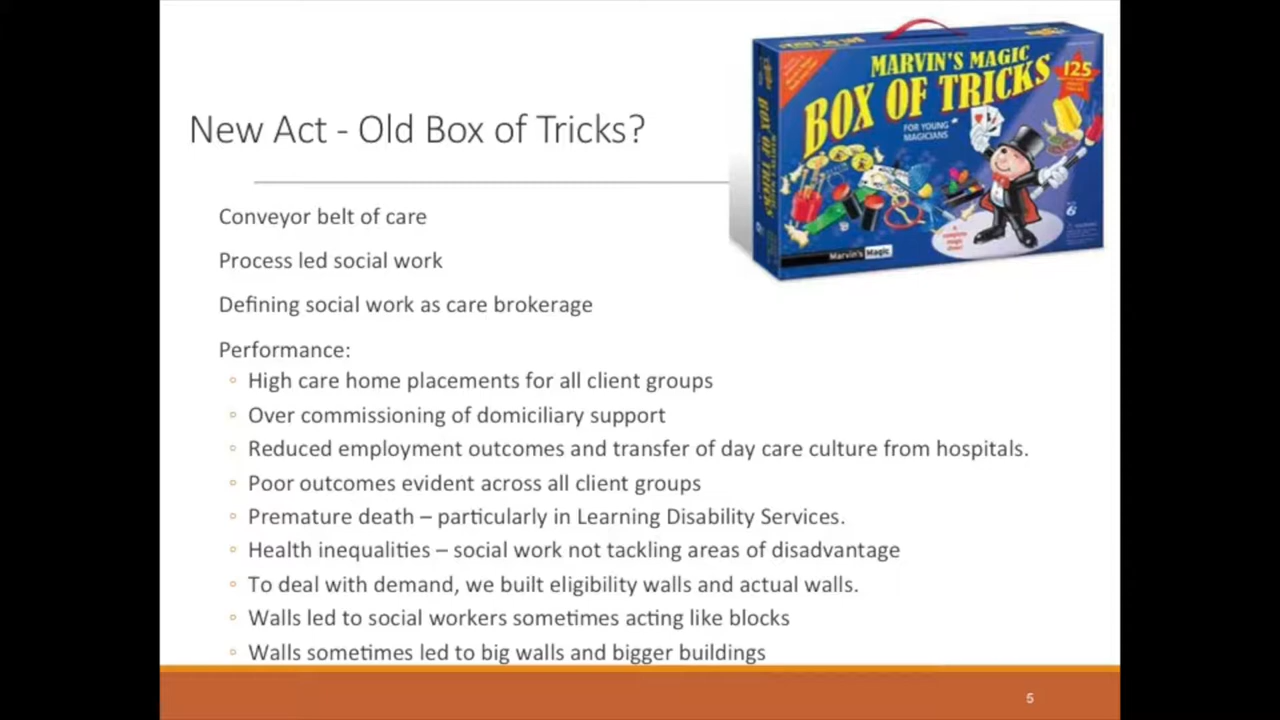 MARVIN'S MAGIC
BOX OF TRICKS
125
FOR YOUNG
MAGICIANS
BOX OF TRICKS
Marvin's Magic
New Act - Old Box of Tricks?
Conveyor belt of care
Process led social work
Defining social work as care brokerage
Performance:
◦ High care home placements for all client groups
◦ Over commissioning of domiciliary support
◦ Reduced employment outcomes and transfer of day care culture from hospitals.
◦ Poor outcomes evident across all client groups
◦ Premature death – particularly in Learning Disability Services.
◦ Health inequalities – social work not tackling areas of disadvantage
◦ To deal with demand, we built eligibility walls and actual walls.
◦ Walls led to social workers sometimes acting like blocks
◦ Walls sometimes led to big walls and bigger buildings
5